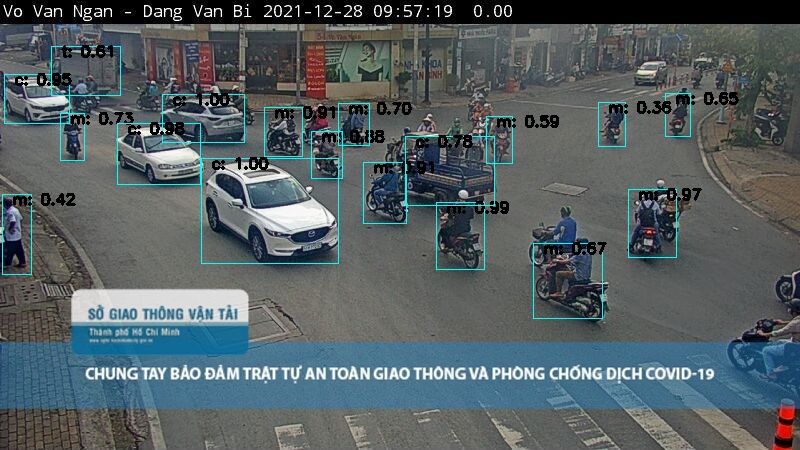 Vo Van Ngan - Dang Van Bi 2021-12-28 09:57:19 0.00
t: 0.61
c: 0.95
c: 1.00
m: 0.91
m: 0.70
m: 0.36
m: 0.65
m: 0.73
c: 0.98
m: 0.88
c: 0.78
m: 0.59
c: 1.00
m: 0.42
m: 0.99
m: 0.97
m: 0.67
SỞ GIAO THÔNG VẬN TẢI
Thành phố Hồ Chí Minh
CHUNG TAY BẢO ĐẢM TRẬT TỰ AN TOÀN GIAO THÔNG VÀ PHÒNG CHỐNG DỊCH COVID-19